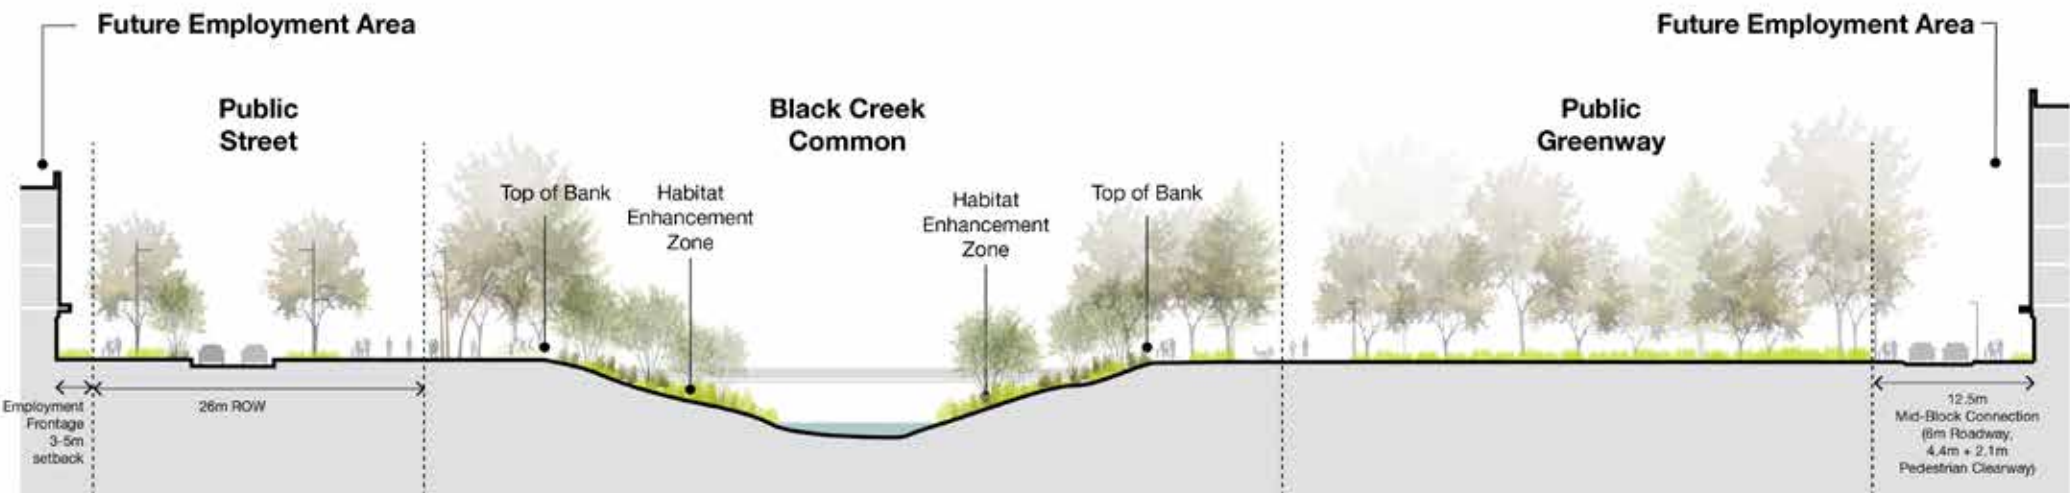 Future Employment Area
Future Employment Area
Public
Street
Black Creek
Common
Public
Greenway
Top of Bank
Habitat
Enhancement
Zone
Habitat
Enhancement
Zone
Top of Bank
Employment
Frontage
3-5m
setback
26m ROW
12.5m
Mid-Block Connection
(6m Roadway,
4.4m + 2.1m
Pedestrian Clearway)